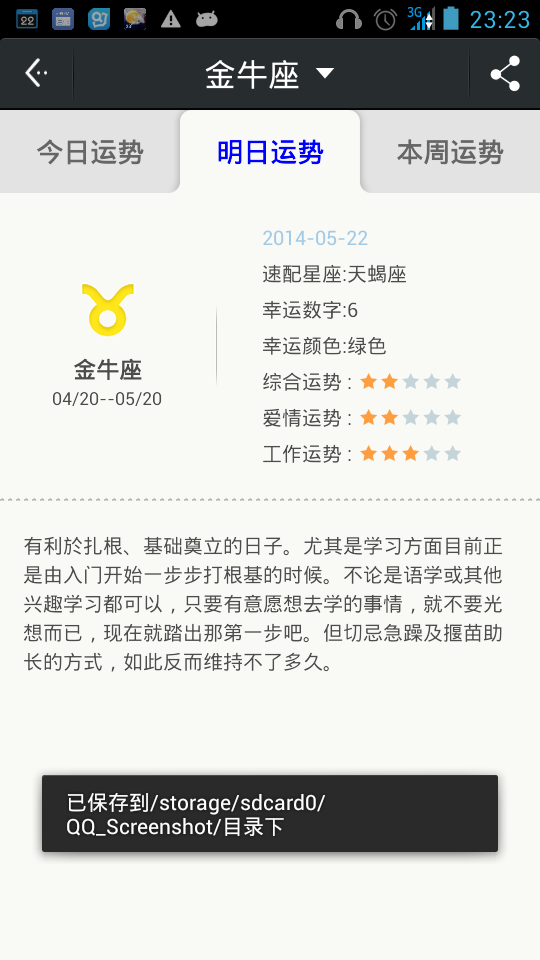 22
3G
23:23
金牛座
今日运势
明日运势
本周运势
2014-05-22
速配星座:天蝎座
幸运数字:6
幸运颜色:绿色
综合运势 :
爱情运势 :
工作运势 :
金牛座
04/20--05/20
有利於扎根、基础奠立的日子。尤其是学习方面目前正
是由入门开始一步步打根基的时候。不论是语学或其他
兴趣学习都可以，只要有意愿想去学的事情，就不要光
想而已，现在就踏出那第一步吧。但切忌急躁及揠苗助
长的方式，如此反而维持不了多久。
已保存到/storage/sdcard0/
QQ_Screenshot/目录下